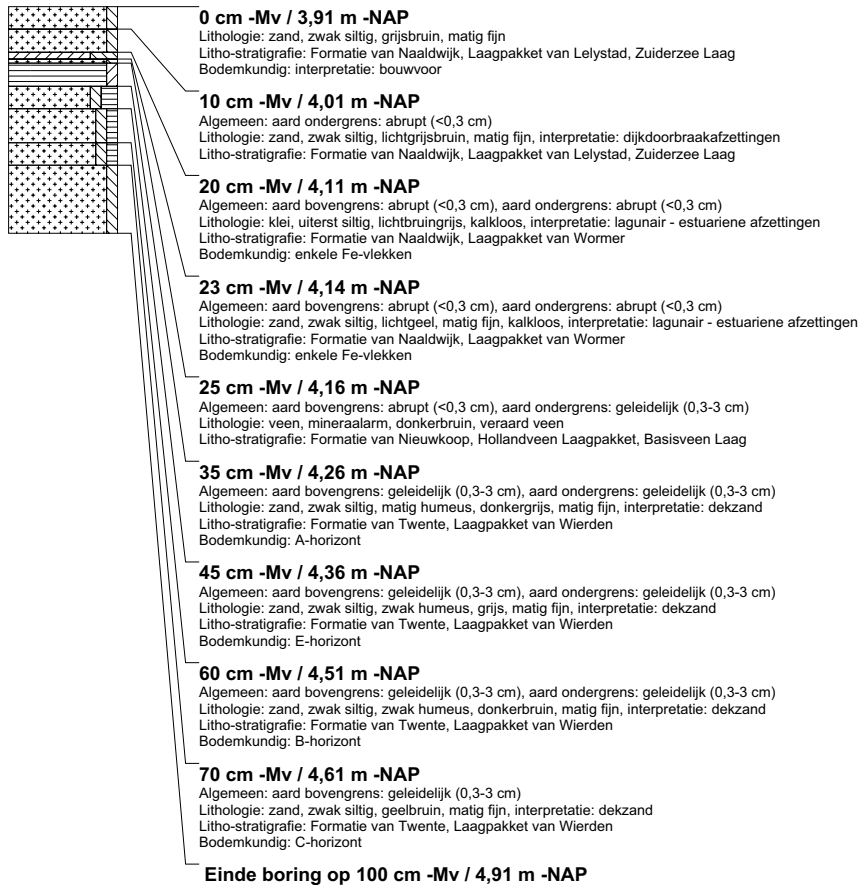 0 cm -Mv / 3,91 m -NAP
Lithologie: zand, zwak siltig, grijsbruin, matig fijn
Litho-stratigrafie: Formatie van Naaldwijk, Laagpakket van Lelystad, Zuiderzee Laag
Bodemkundig: interpretatie: bouwvoor
10 cm -Mv / 4,01 m -NAP
Algemeen: aard ondergrens: abrupt (<0,3 cm)
Lithologie: zand, zwak siltig, lichtgrijsbruin, matig fijn, interpretatie: dijkdoorbraakafzettingen
Litho-stratigrafie: Formatie van Naaldwijk, Laagpakket van Lelystad, Zuiderzee Laag
20 cm -Mv / 4,11 m -NAP
Algemeen: aard bovengrens: abrupt (<0,3 cm), aard ondergrens: abrupt (<0,3 cm)
Lithologie: klei, uiterst siltig, lichtbruingrijs, kalkloos, interpretatie: lagunair - estuariene afzettingen
Litho-stratigrafie: Formatie van Naaldwijk, Laagpakket van Wormer
Bodemkundig: enkele Fe-vlekken
23 cm -Mv / 4,14 m -NAP
Algemeen: aard bovengrens: abrupt (<0,3 cm), aard ondergrens: abrupt (<0,3 cm)
Lithologie: zand, zwak siltig, lichtgeel, matig fijn, kalkloos, interpretatie: lagunair - estuariene afzettingen
Litho-stratigrafie: Formatie van Naaldwijk, Laagpakket van Wormer
Bodemkundig: enkele Fe-vlekken
25 cm -Mv / 4,16 m -NAP
Algemeen: aard bovengrens: abrupt (<0,3 cm), aard ondergrens: geleidelijk (0,3-3 cm)
Lithologie: veen, mineraalarm, donkerbruin, veraard veen
Litho-stratigrafie: Formatie van Nieuwkoop, Hollandveen Laagpakket, Basisveen Laag
35 cm -Mv / 4,26 m -NAP
Algemeen: aard bovengrens: geleidelijk (0,3-3 cm), aard ondergrens: geleidelijk (0,3-3 cm)
Lithologie: zand, zwak siltig, matig humeus, donkergrijs, matig fijn, interpretatie: dekzand
Litho-stratigrafie: Formatie van Twente, Laagpakket van Wierden
Bodemkundig: A-horizont
45 cm -Mv / 4,36 m -NAP
Algemeen: aard bovengrens: geleidelijk (0,3-3 cm), aard ondergrens: geleidelijk (0,3-3 cm)
Lithologie: zand, zwak siltig, zwak humeus, grijs, matig fijn, interpretatie: dekzand
Litho-stratigrafie: Formatie van Twente, Laagpakket van Wierden
Bodemkundig: E-horizont
60 cm -Mv / 4,51 m -NAP
Algemeen: aard bovengrens: geleidelijk (0,3-3 cm), aard ondergrens: geleidelijk (0,3-3 cm)
Lithologie: zand, zwak siltig, zwak humeus, donkerbruin, matig fijn, interpretatie: dekzand
Litho-stratigrafie: Formatie van Twente, Laagpakket van Wierden
Bodemkundig: B-horizont
70 cm -Mv / 4,61 m -NAP
Algemeen: aard bovengrens: geleidelijk (0,3-3 cm)
Lithologie: zand, zwak siltig, geelbruin, matig fijn, interpretatie: dekzand
Litho-stratigrafie: Formatie van Twente, Laagpakket van Wierden
Bodemkundig: C-horizont
Einde boring op 100 cm -Mv / 4,91 m -NAP